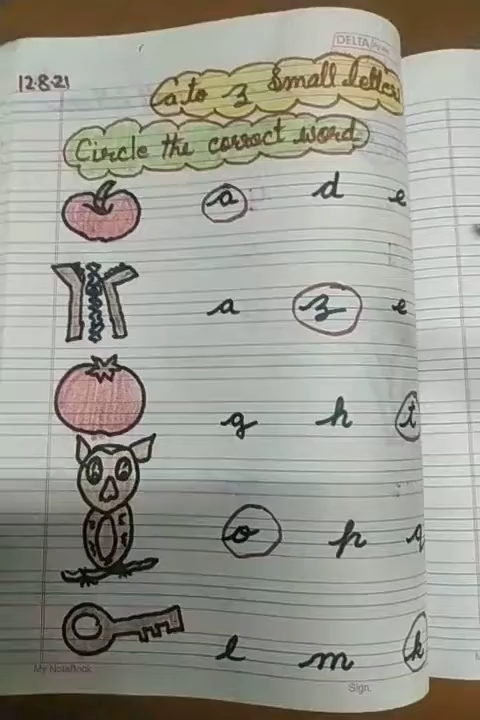 DELTA
12.8.21
a to z Small letters
Circle the correct word
a d e
a z e
g h t
o p q
l m k
My NoteBook
Sign.